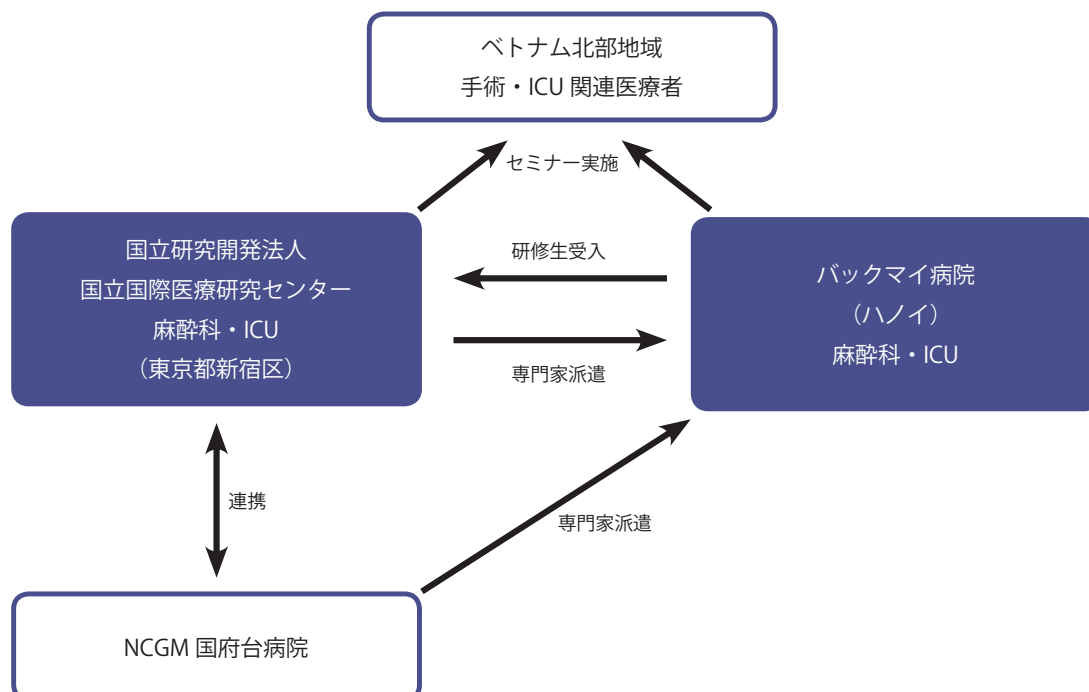 ベトナム北部地域
手術・ICU 関連医療者
セミナー実施
国立研究開発法人
国立国際医療研究センター
麻酔科・ICU
（東京都新宿区）
研修生受入
専門家派遣
バックマイ病院
（ハノイ）
麻酔科・ICU
連携
専門家派遣
NCGM 国府台病院